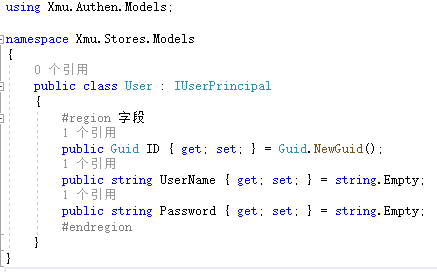 using Xmu.Authen.Models;
namespace Xmu.Stores.Models
{
0 个引用
public class User : IUserPrincipal
{
#region 字段
1 个引用
public Guid ID { get; set; } = Guid.NewGuid();
1 个引用
public string UserName { get; set; } = string.Empty;
1 个引用
public string Password { get; set; } = string.Empty;
#endregion
}
}